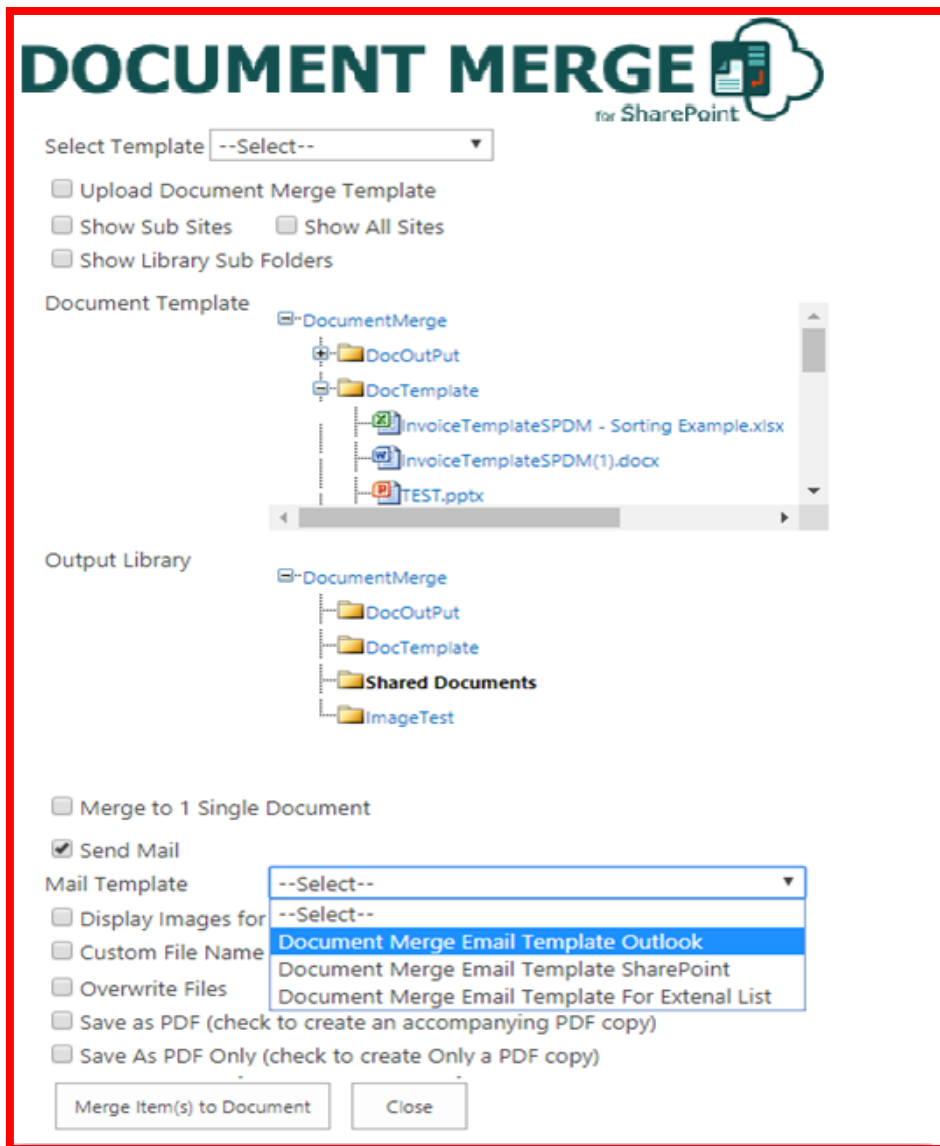 DOCUMENT MERGE
for SharePoint
Select Template --Select--
Upload Document Merge Template
Show Sub Sites Show All Sites
Show Library Sub Folders
Document Template
DocumentMerge
DocOutPut
DocTemplate
InvoiceTemplateSPDM - Sorting Example.xlsx
InvoiceTemplateSPDM(1).docx
TEST.pptx
Output Library
DocumentMerge
DocOutPut
DocTemplate
Shared Documents
ImageTest
Merge to 1 Single Document
Send Mail
Mail Template --Select--
Display Images for --Select--
Custom File Name Document Merge Email Template Outlook
Document Merge Email Template SharePoint
Overwrite Files Document Merge Email Template For Extenal List
Save as PDF (check to create an accompanying PDF copy)
Save As PDF Only (check to create Only a PDF copy)
Merge Item(s) to Document Close